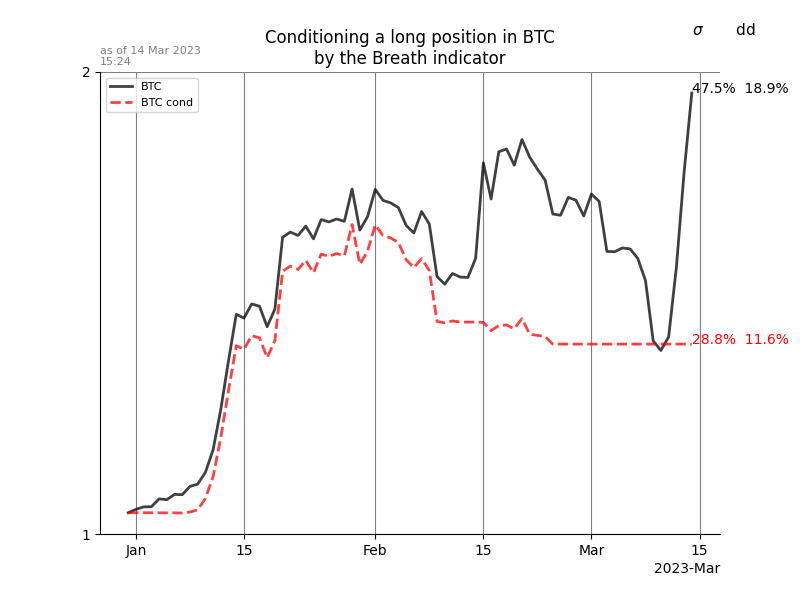 σ dd
Conditioning a long position in BTC
by the Breath indicator
as of 14 Mar 2023
15:24
2
BTC
BTC cond
47.5% 18.9%
28.8% 11.6%
1
Jan 15 Feb 15 Mar 15
2023-Mar